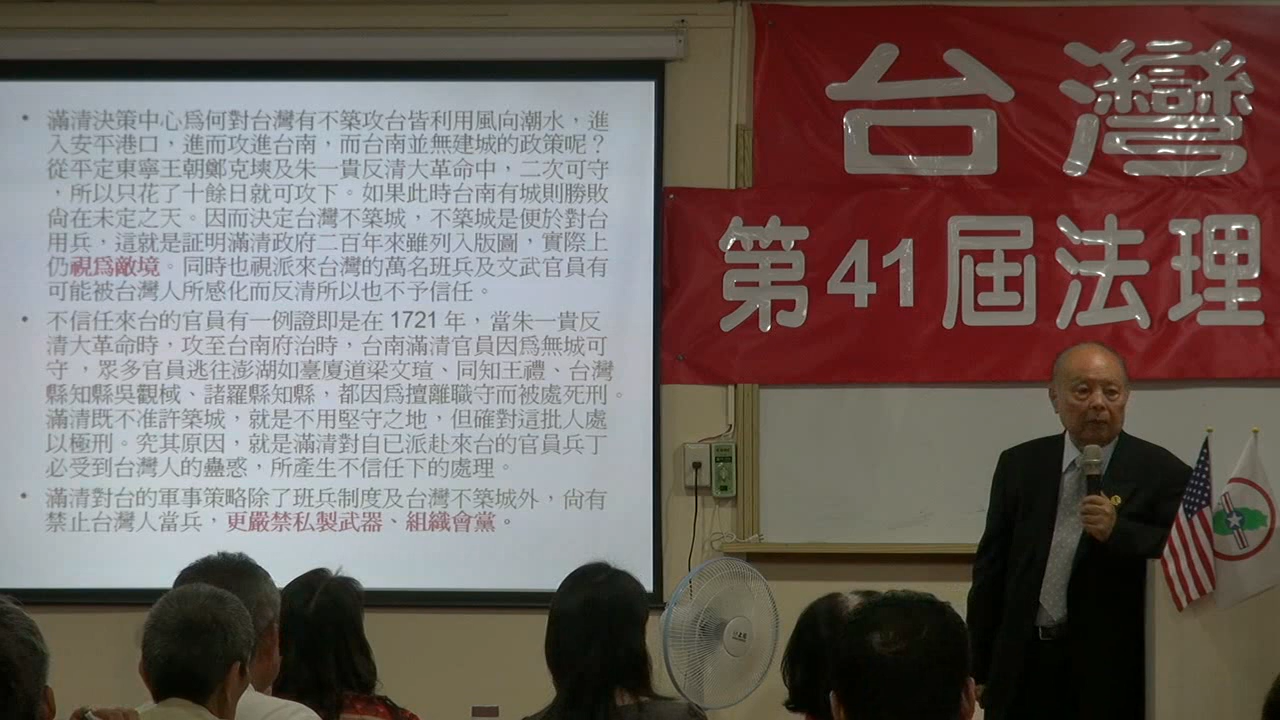 • 滿清決策中心爲何對台灣有不築攻台皆利用風向潮水，進
入安平港口，進而攻進台南，而台南並無建城的政策呢？
從平定東寧王朝鄭克塽及朱一貴反清大革命中，二次可守
，所以只花了十餘日就可攻下。如果此時台南有城則勝敗
尚在未定之天。因而決定台灣不築城，不築城是便於對台
用兵，這就是証明滿清政府二百年來雖列入版圖，實際上
仍視爲敵境。同時也視派來台灣的萬名班兵及文武官員有
可能被台灣人所感化而反清所以也不予信任。
• 不信任來台的官員有一例證即是在 1721 年，當朱一貴反
清大革命時，攻至台南府治時，台南滿清官員因爲無城可
守，眾多官員逃往澎湖如臺廈道梁文瑄、同知王禮、台灣
縣知縣吳觀棫、諸羅縣知縣，都因爲擅離職守而被處死刑。
滿清既不准許築城，就是不用堅守之地，但確對這批人處
以極刑。究其原因，就是滿清對自已派赴來台的官員兵丁
必受到台灣人的蠱惑，所產生不信任下的處理。
• 滿清對台的軍事策略除了班兵制度及台灣不築城外，尚有
禁止台灣人當兵，更嚴禁私製武器、組織會黨。
台灣
第41屆法理